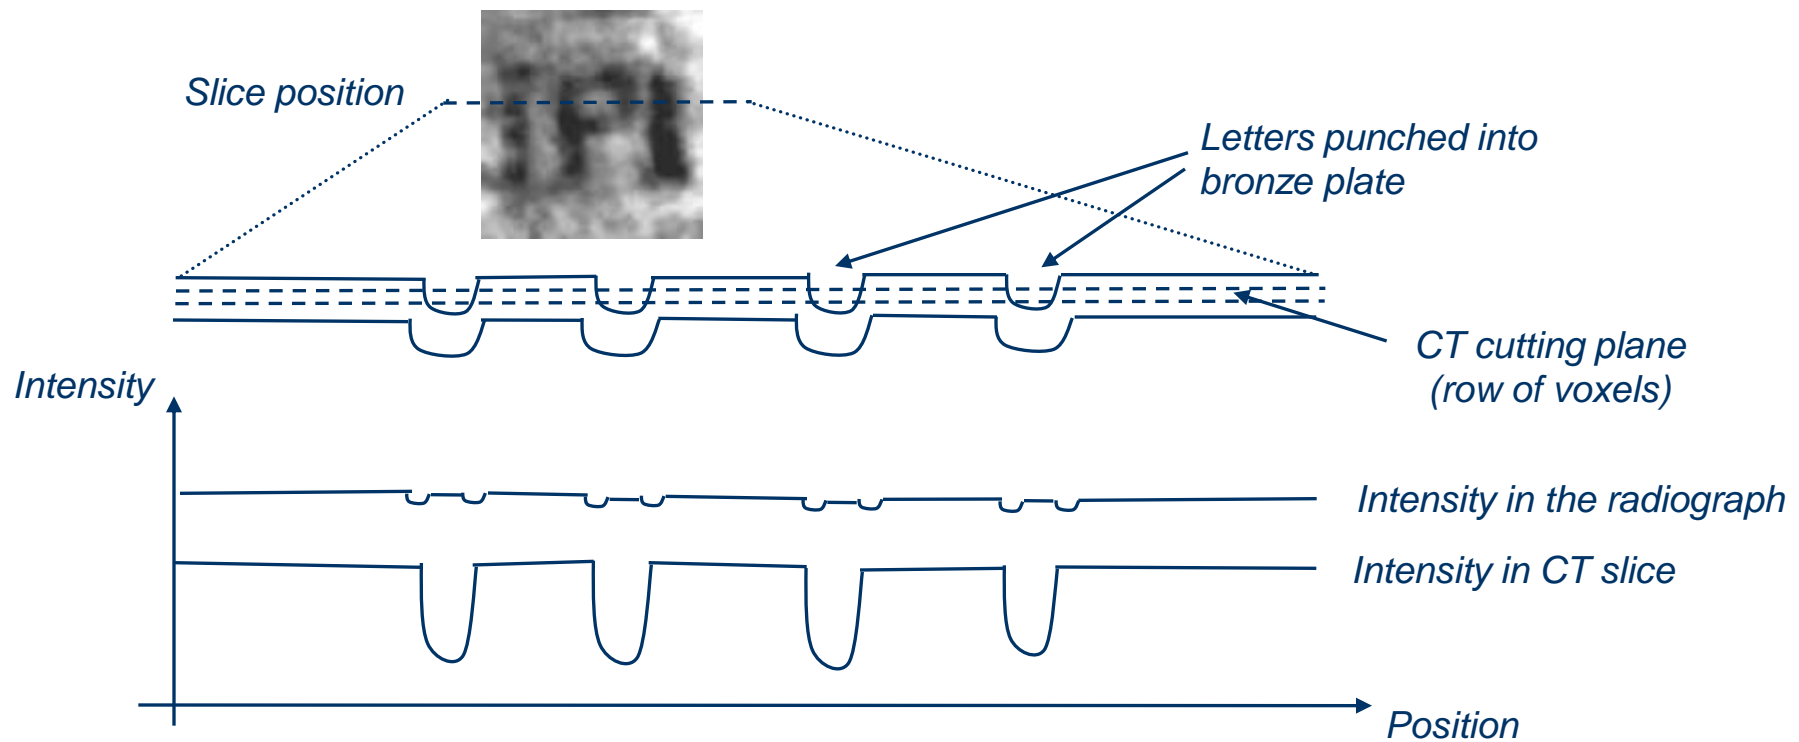 Slice position
Letters punched into
bronze plate
CT cutting plane
(row of voxels)
Intensity
Intensity in the radiograph
Intensity in CT slice
Position